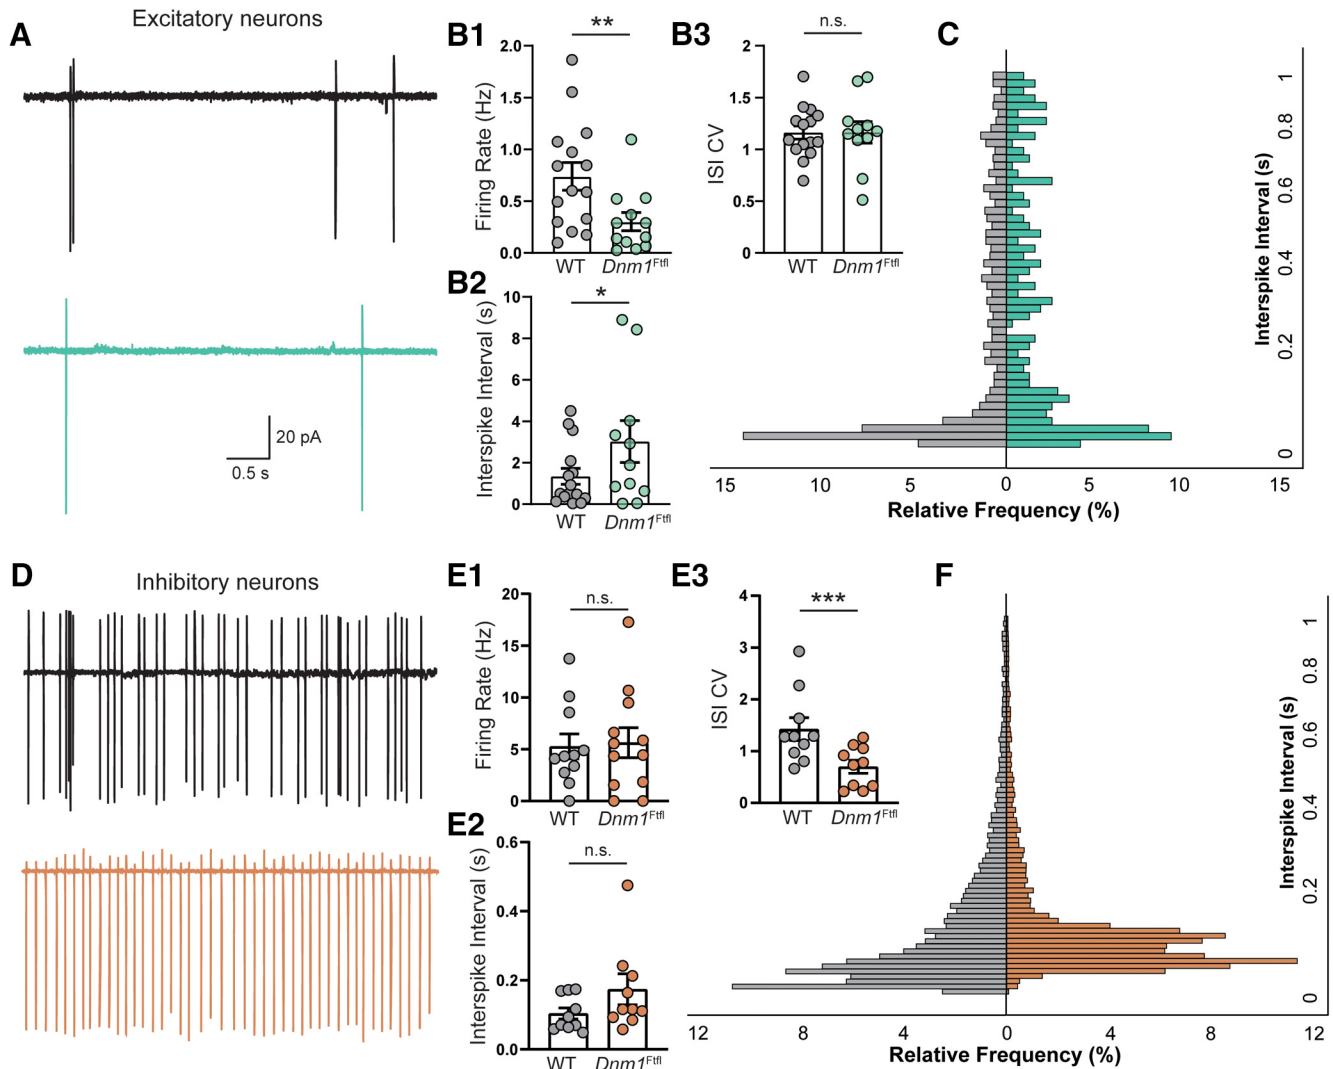 A
Excitatory neurons
20 pA
0.5 s
B1
**
Firing Rate (Hz)
2.0
1.5
1.0
0.5
0.0
WT
Dnm1Ftfl
B2
*
Interspike Interval (s)
10
8
6
4
2
0
WT
Dnm1Ftfl
B3
n.s.
ISI CV
2
1.5
1
0.5
0
WT
Dnm1Ftfl
C
1
0.8
0.6
0.4
0.2
0
Interspike Interval (s)
15 10 5 0 5 10 15
Relative Frequency (%)
D
Inhibitory neurons
E1
n.s.
Firing Rate (Hz)
20
15
10
5
0
WT
Dnm1Ftfl
E2
n.s.
Interspike Interval (s)
0.6
0.4
0.2
0.0
WT
Dnm1Ftfl
E3
***
ISI CV
4
3
2
1
0
WT
Dnm1Ftfl
F
1
0.8
0.6
0.4
0.2
0
Interspike Interval (s)
12 8 4 0 4 8 12
Relative Frequency (%)